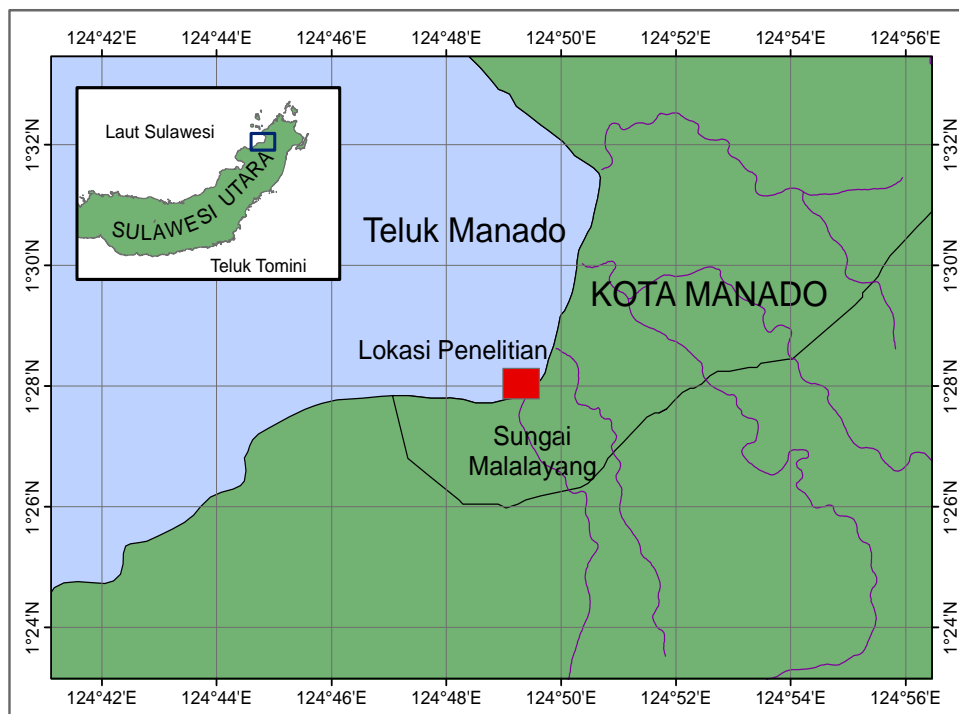 124°42'E 124°44'E 124°46'E 124°48'E 124°50'E 124°52'E 124°54'E 124°56'E
1°32'N
1°32'N
Laut Sulawesi
SULAWESI UTARA
Teluk Tomini
Teluk Manado
1°30'N
1°30'N
KOTA MANADO
Lokasi Penelitian
1°28'N
1°28'N
Sungai
Malalayang
1°26'N
1°26'N
1°24'N
1°24'N
124°42'E 124°44'E 124°46'E 124°48'E 124°50'E 124°52'E 124°54'E 124°56'E